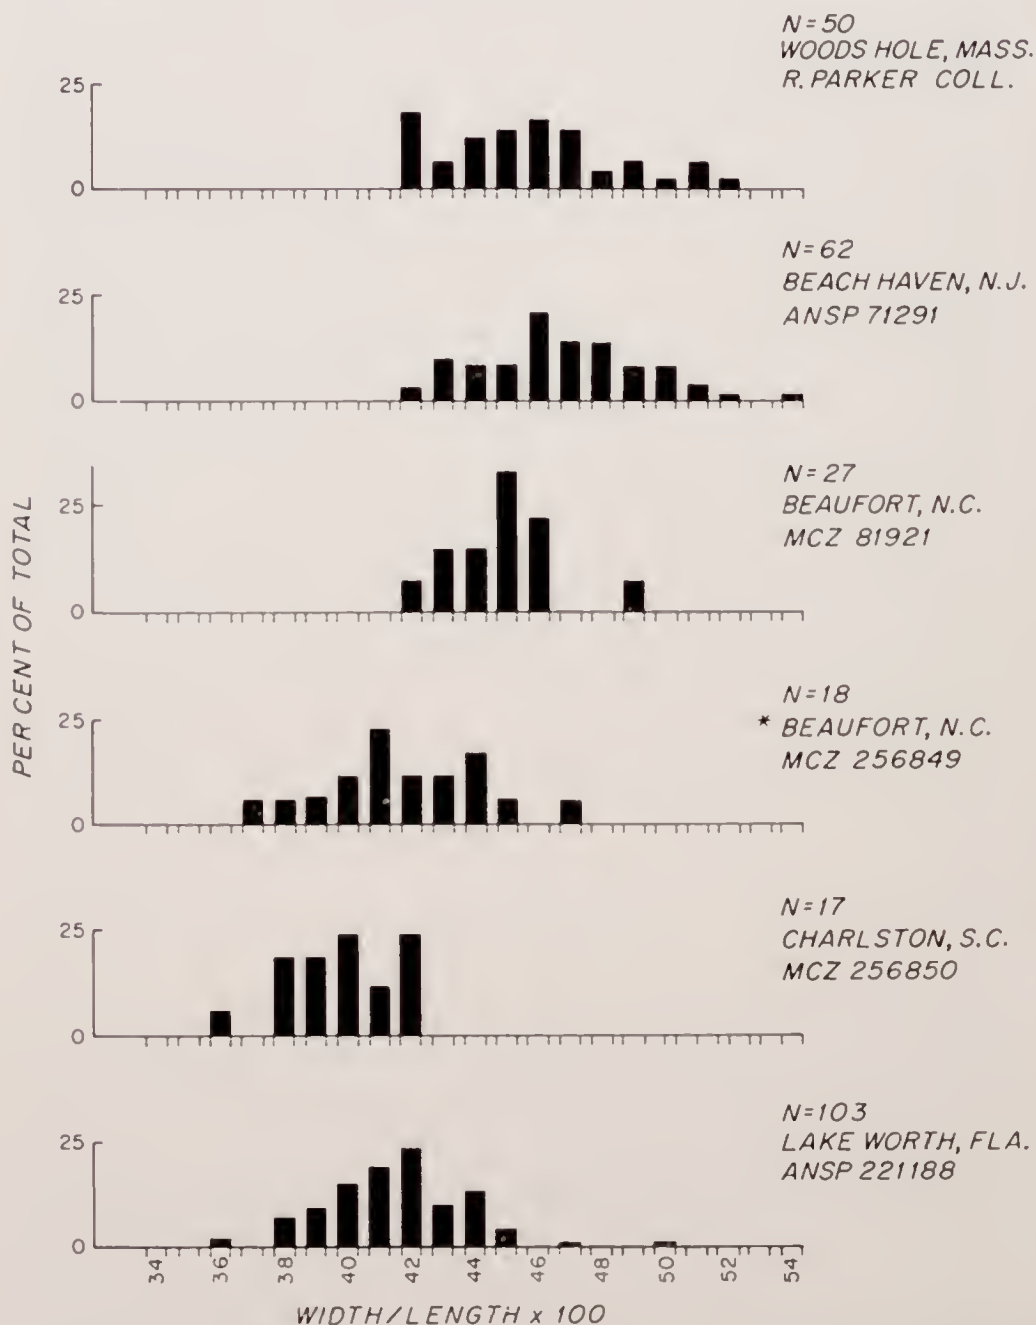 N=50
WOODS HOLE, MASS.
R. PARKER COLL.
25
0
N=62
BEACH HAVEN, N.J.
ANSP 71291
25
0
N=27
BEAUFORT, N.C.
MCZ 81921
25
0
PERCENT OF TOTAL
N=18
* BEAUFORT, N.C.
MCZ 256849
25
0
N=17
CHARLSTON, S.C.
MCZ 256850
25
0
N=103
LAKE WORTH, FLA.
ANSP 221188
25
0
34 36 38 40 42 44 46 48 50 52 54
WIDTH/LENGTH x 100